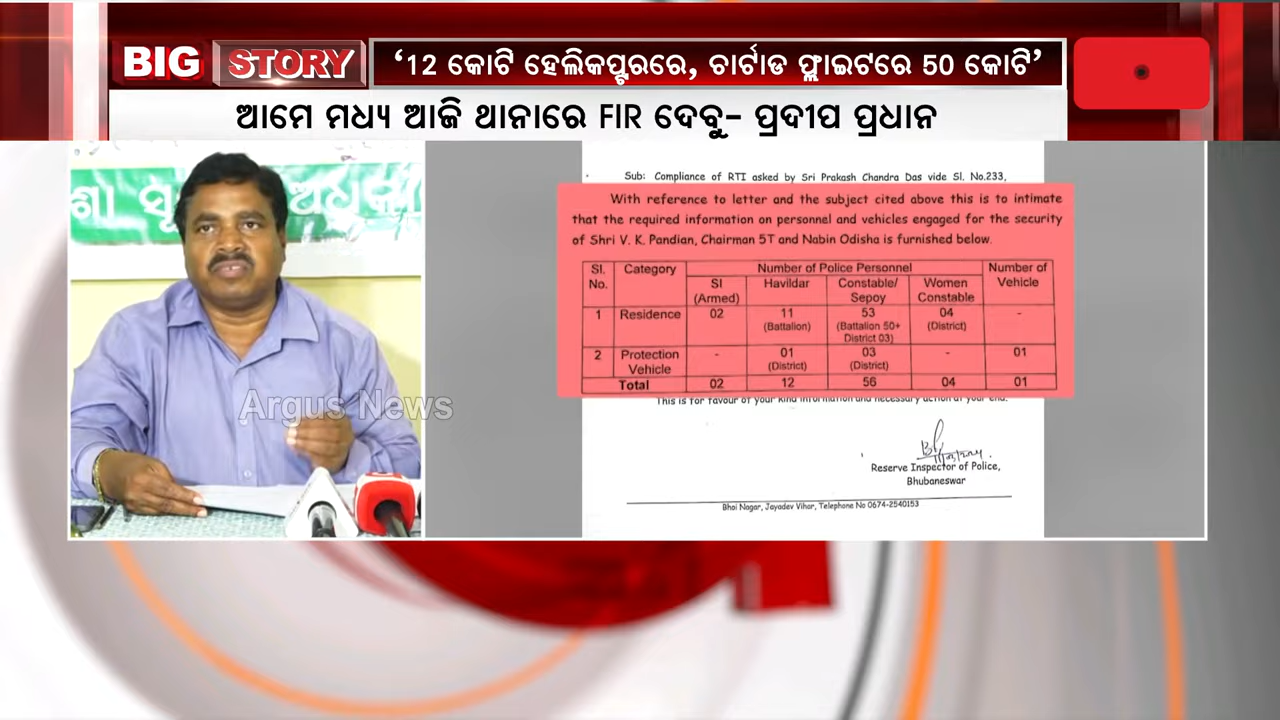 BIG STORY
‘12 କୋଟି ହେଲିକପ୍ଟରରେ, ଚାର୍ଟାଡ ଫ୍ଲାଇଟରେ 50 କୋଟି’
ଆମେ ମଧ୍ୟ ଆଜି ଥାନାରେ FIR ଦେବୁ- ପ୍ରଦୀପ ପ୍ରଧାନ
Argus News
Sub: Compliance of RTI asked by Sri Prakash Chandra Das vide Sl. No.233,
With reference to letter and the subject cited above this is to intimate
that the required information on personnel and vehicles engaged for the security
of Shri V. K. Pandian, Chairman 5T and Nabin Odisha is furnished below.
Sl. No. Category Number of Police Personnel Number of Vehicle
SI (Armed) Havildar Constable/ Sepoy Women Constable
1 Residence 02 11 (Battalion) 53 (Battalion 50+ District 03) 04 (District) -
2 Protection Vehicle - 01 (District) 03 (District) - 01
Total 02 12 56 04 01
This is for favour of your kind information and necessary action at your end.
Reserve Inspector of Police,
Bhubaneswar
Bhoi Nagar, Jayadev Vihar, Telephone No 0674-2540153